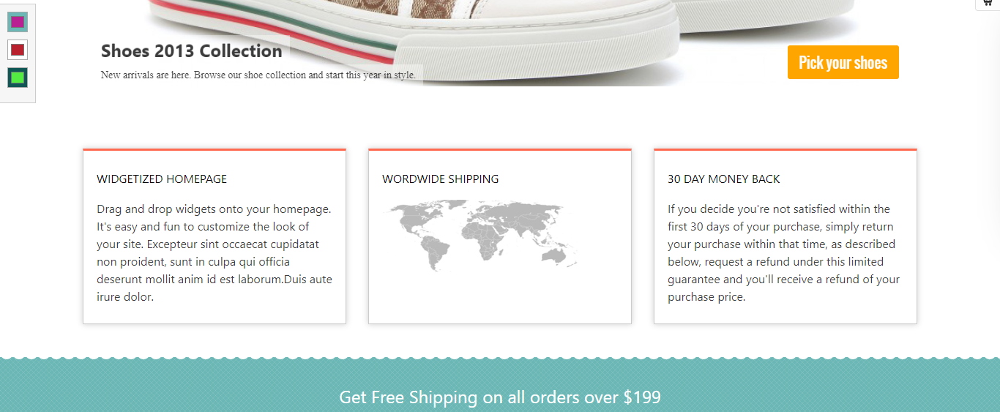 Shoes 2013 Collection
New arrivals are here. Browse our shoe collection and start this year in style.
Pick your shoes
WIDGETIZED HOMEPAGE
Drag and drop widgets onto your homepage.
It's easy and fun to customize the look of
your site. Excepteur sint occaecat cupidatat
non proident, sunt in culpa qui officia
deserunt mollit anim id est laborum.Duis aute
irure dolor.
WORDWIDE SHIPPING
30 DAY MONEY BACK
If you decide you're not satisfied within the
first 30 days of your purchase, simply return
your purchase within that time, as described
below, request a refund under this limited
guarantee and you'll receive a refund of your
purchase price.
Get Free Shipping on all orders over $199